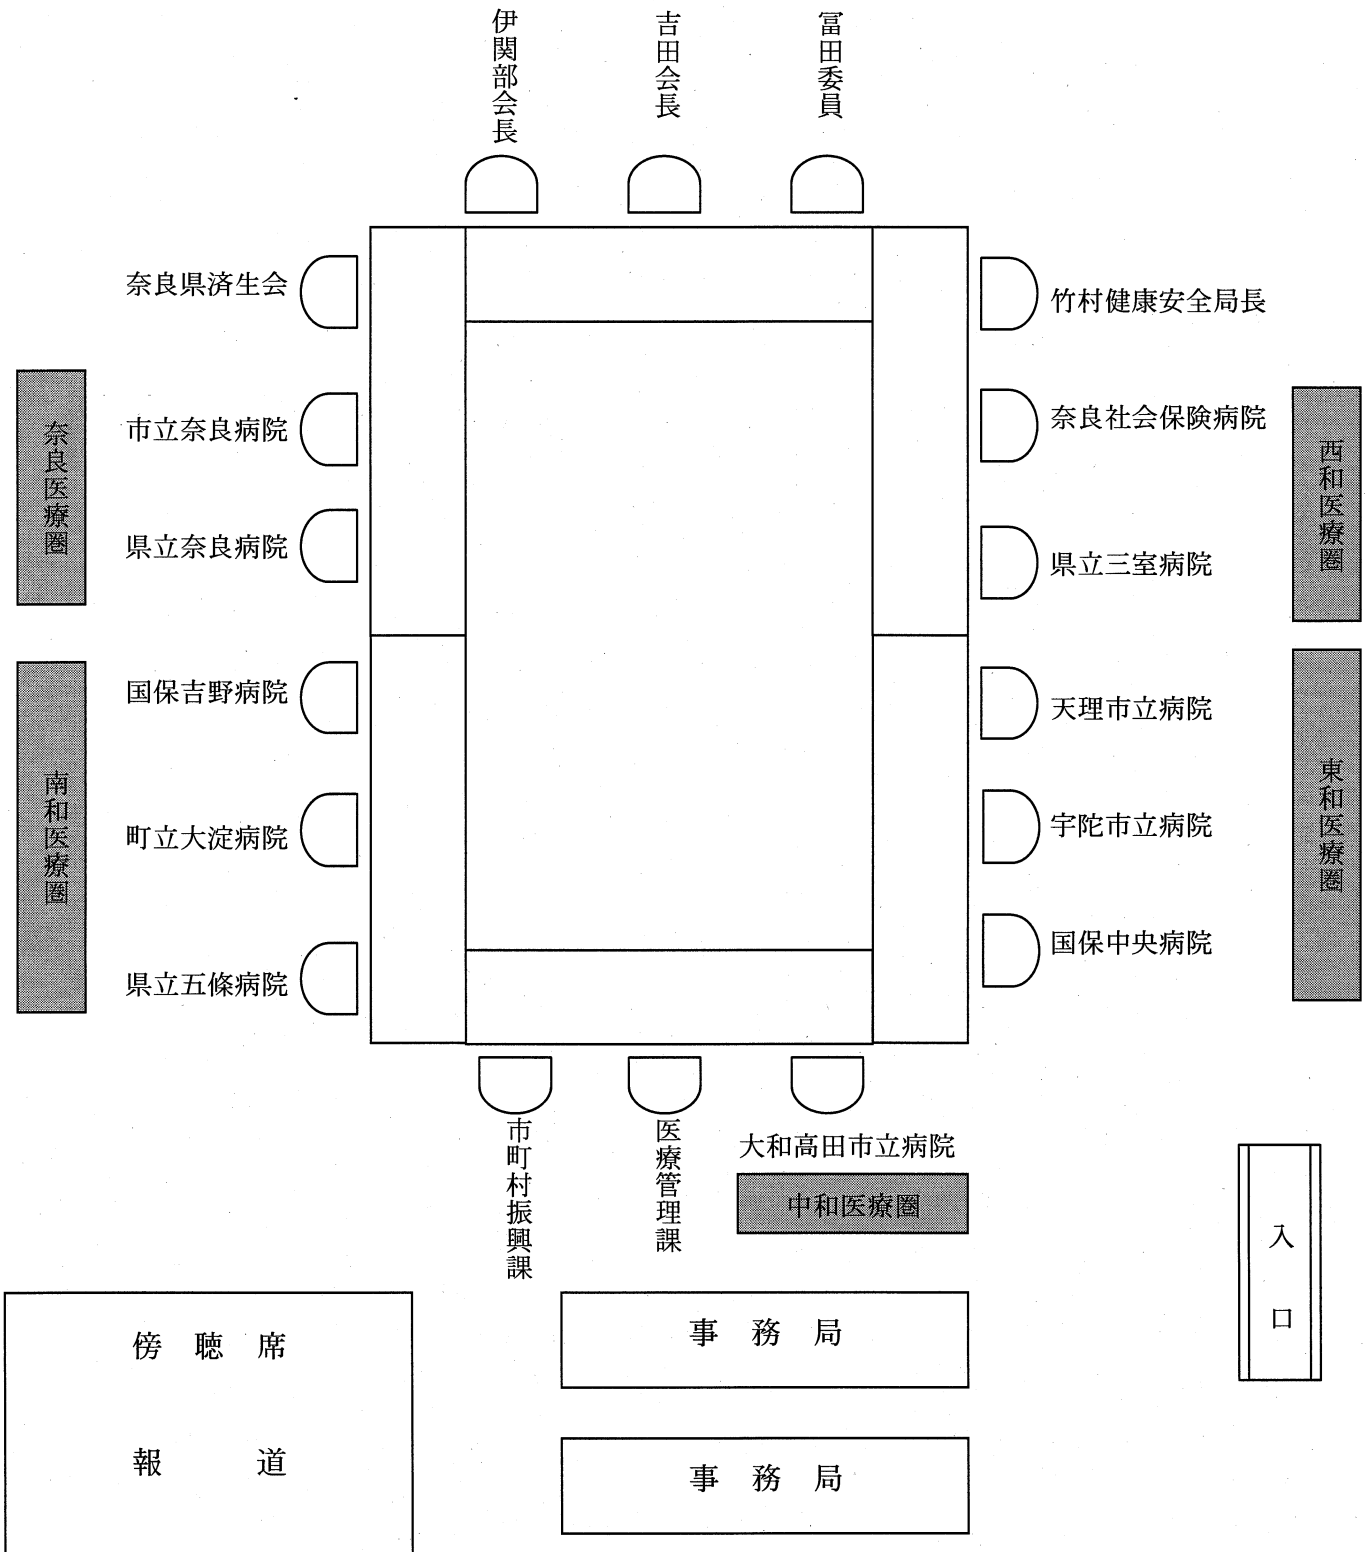 伊関部会長
吉田会長
冨田委員
奈良県済生会
市立奈良病院
県立奈良病院
国保吉野病院
町立大淀病院
県立五條病院
奈良医療圏
南和医療圏
竹村健康安全局長
奈良社会保険病院
県立三室病院
天理市立病院
宇陀市立病院
国保中央病院
西和医療圏
東和医療圏
市町村振興課
医療管理課
大和高田市立病院
中和医療圏
入口
傍聴席
報道
事務局
事務局